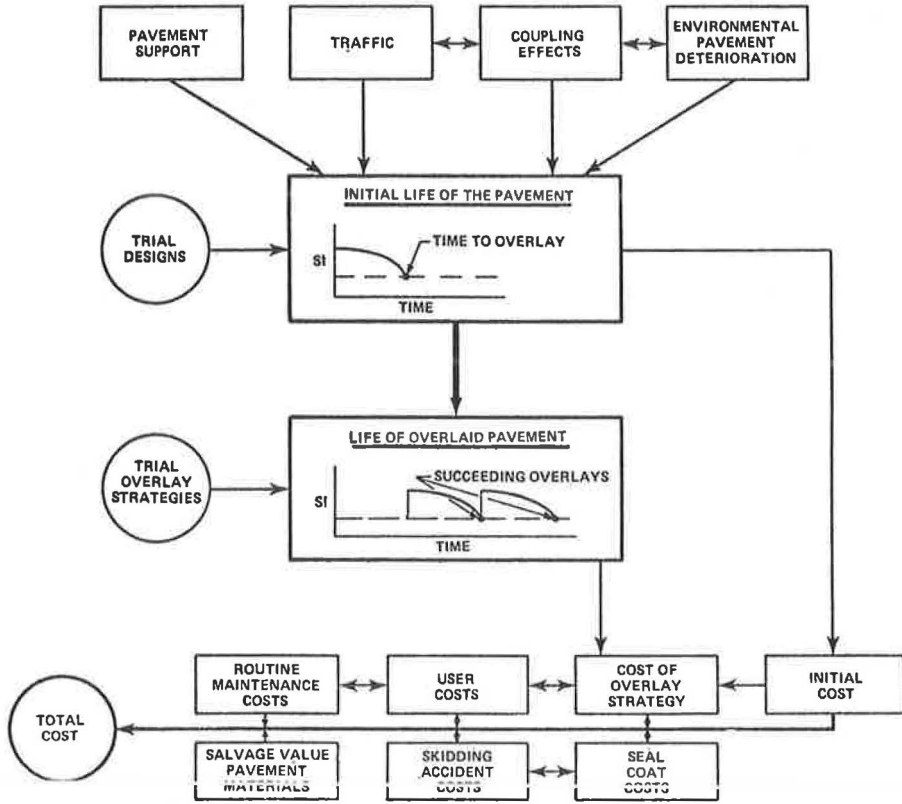 PAVEMENT
SUPPORT
TRAFFIC
COUPLING
EFFECTS
ENVIRONMENTAL
PAVEMENT
DETERIORATION
INITIAL LIFE OF THE PAVEMENT
TRIAL
DESIGNS
TIME TO OVERLAY
SI
TIME
LIFE OF OVERLAID PAVEMENT
TRIAL
OVERLAY
STRATEGIES
SUCCEEDING OVERLAYS
SI
TIME
ROUTINE
MAINTENANCE
COSTS
USER
COSTS
COST OF
OVERLAY
STRATEGY
INITIAL
COST
TOTAL
COST
SALVAGE VALUE
PAVEMENT
MATERIALS
SKIDDING
ACCIDENT
COSTS
SEAL
COAT
COSTS